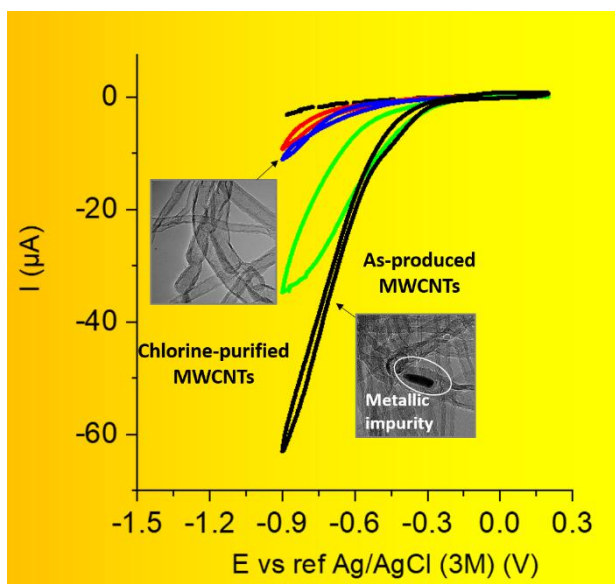 0
-20
-40
-60
I (µA)
As-produced
MWCNTs
Chlorine-purified
MWCNTs
Metallic
impurity
-1.5 -1.2 -0.9 -0.6 -0.3 0.0 0.3
E vs ref Ag/AgCl (3M) (V)